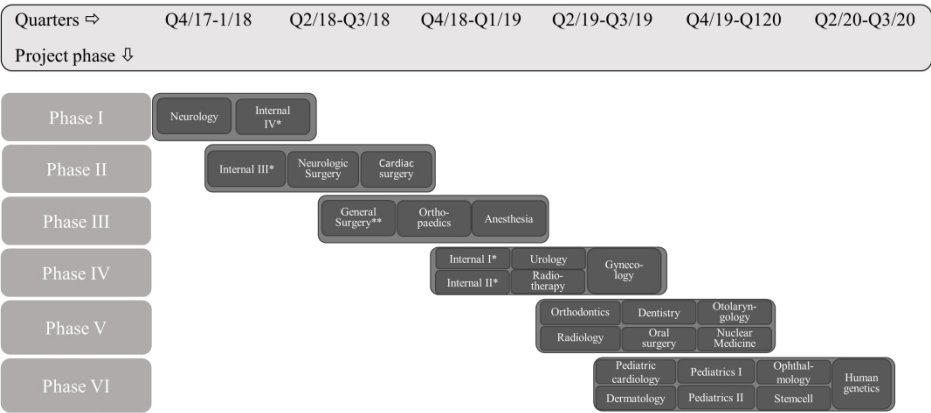 Quarters ⇨ Q4/17-1/18 Q2/18-Q3/18 Q4/18-Q1/19 Q2/19-Q3/19 Q4/19-Q120 Q2/20-Q3/20
Project phase ⇩
Phase I
Neurology
Internal
IV*
Phase II
Internal III*
Neurologic
Surgery
Cardiac
surgery
Phase III
General
Surgery**
Ortho-
paedics
Anesthesia
Phase IV
Internal I*
Urology
Internal II*
Radio-
therapy
Gyneco-
logy
Phase V
Orthodontics
Dentistry
Otolaryn-
gology
Radiology
Oral
surgery
Nuclear
Medicine
Phase VI
Pediatric
cardiology
Pediatrics I
Ophthal-
mology
Dermatology
Pediatrics II
Stemcell
Human
genetics